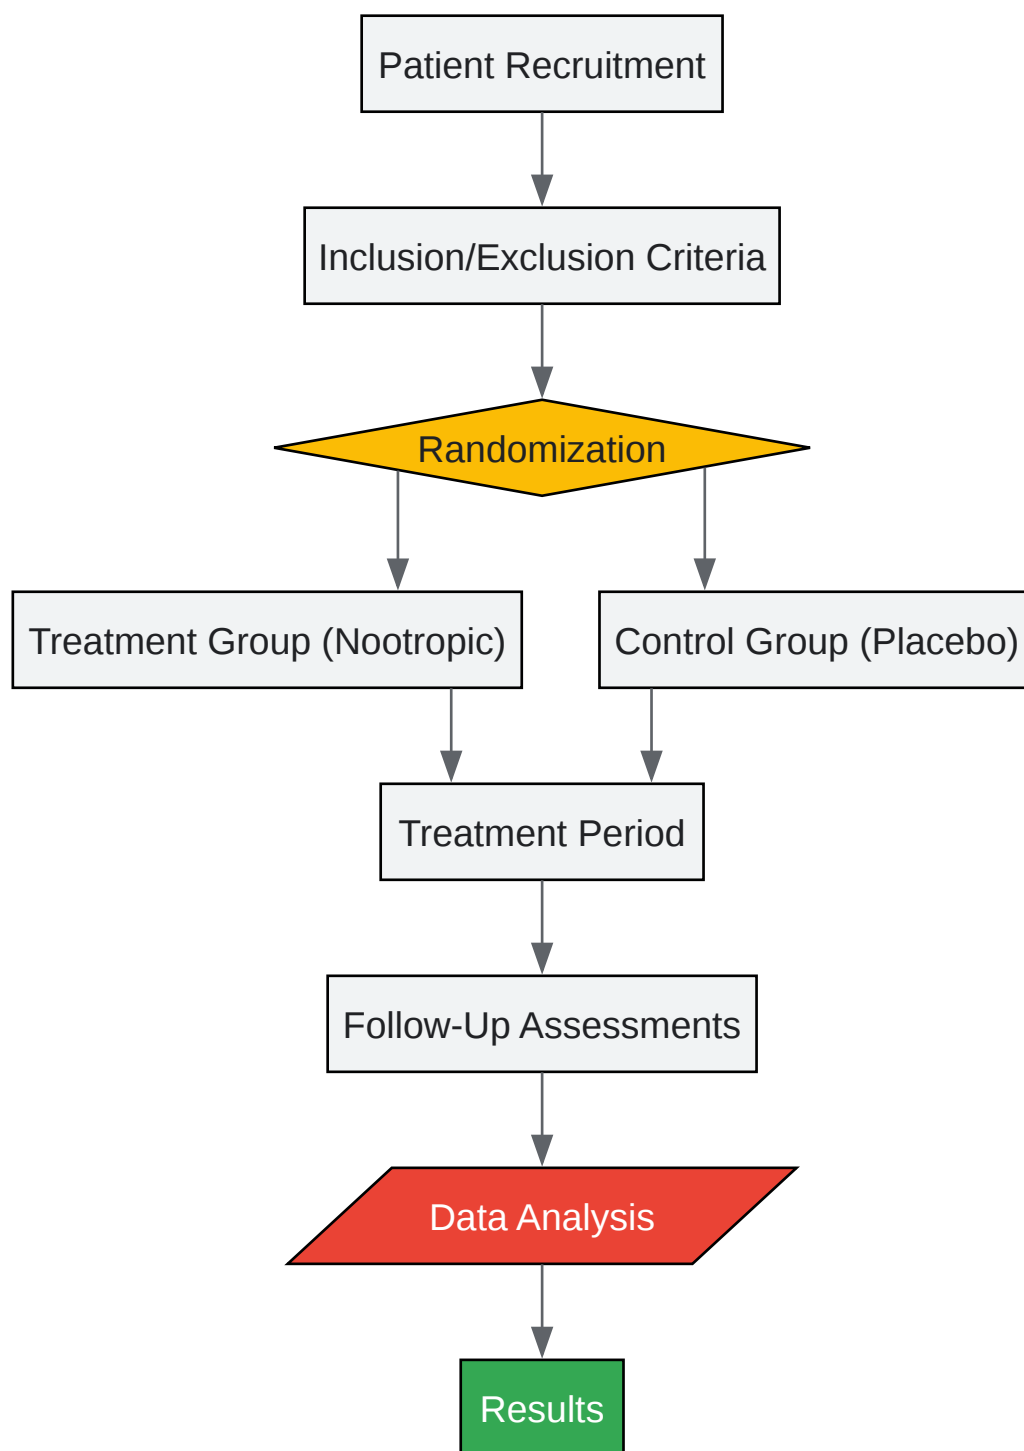 Patient Recruitment
Inclusion/Exclusion Criteria
Randomization
Treatment Group (Nootropic)
Control Group (Placebo)
Treatment Period
Follow-Up Assessments
Data Analysis
Results